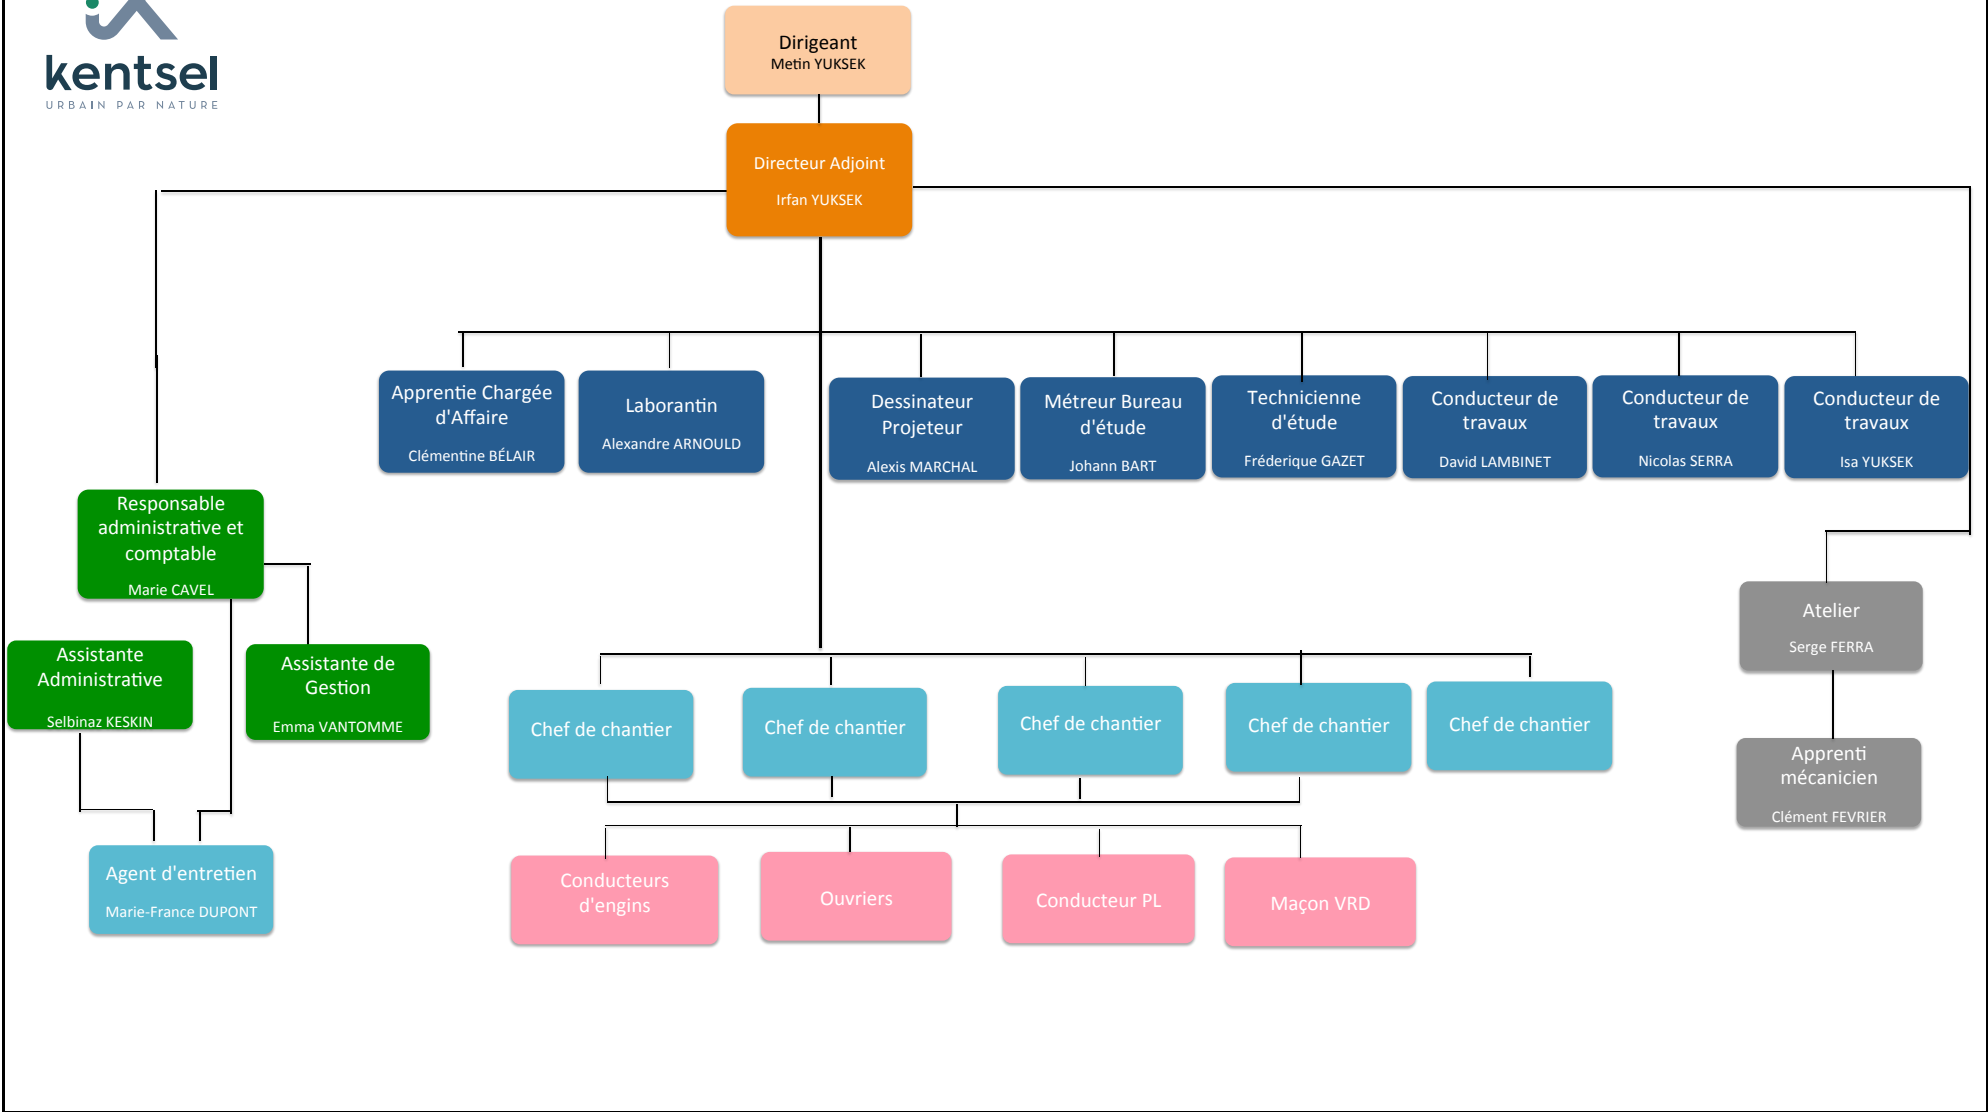 kentsel
URBAIN PAR NATURE
Dirigeant
Metin YUKSEK
Directeur Adjoint
Irfan YUKSEK
Apprentie Chargée
d'Affaire
Clémentine BÉLAIR
Laborantin
Alexandre ARNOULD
Dessinateur
Projeteur
Alexis MARCHAL
Métreur Bureau
d'étude
Johann BART
Technicienne
d'étude
Fréderique GAZET
Conducteur de
travaux
David LAMBINET
Conducteur de
travaux
Nicolas SERRA
Conducteur de
travaux
Isa YUKSEK
Responsable
administrative et
comptable
Marie CAVEL
Assistante
Administrative
Selbinaz KESKIN
Assistante de
Gestion
Emma VANTOMME
Atelier
Serge FERRA
Chef de chantier
Chef de chantier
Chef de chantier
Chef de chantier
Chef de chantier
Apprenti
mécanicien
Clément FEVRIER
Agent d'entretien
Marie-France DUPONT
Conducteurs
d'engins
Ouvriers
Conducteur PL
Maçon VRD